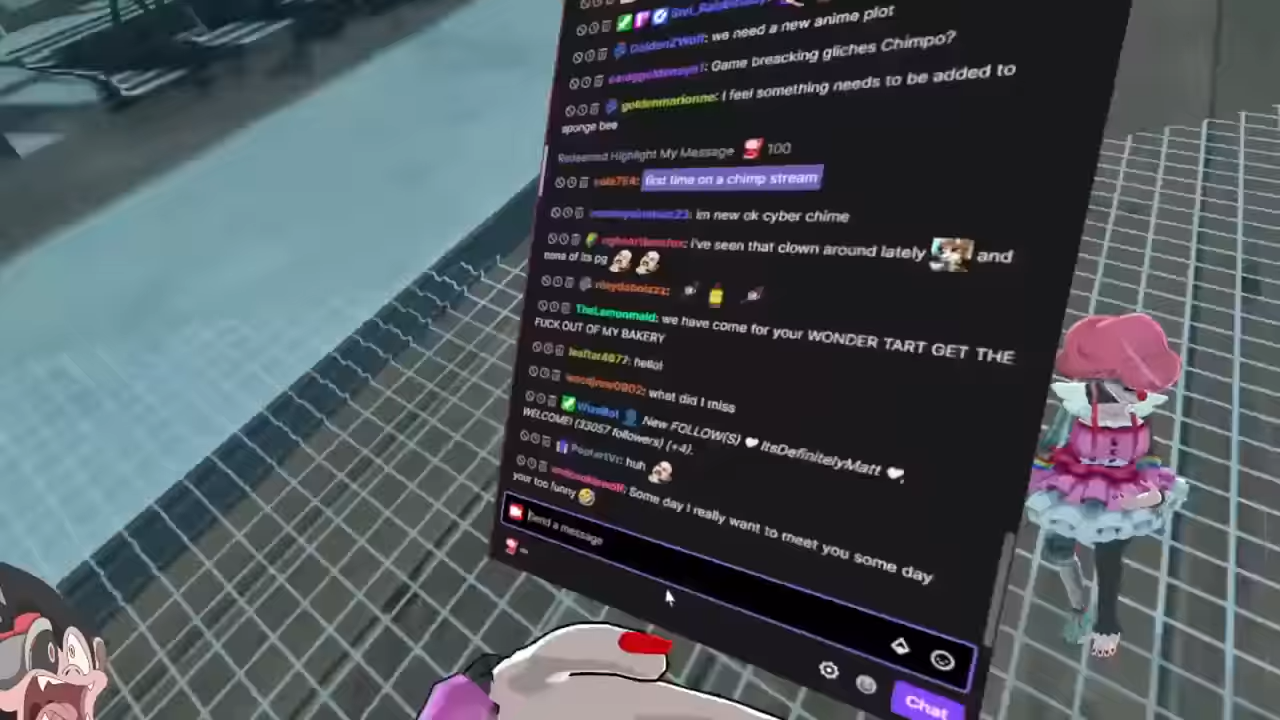 we need a new anime plot
Game breacking gliches Chimpo?
goldenmarionne: I feel something needs to be added to
sponge bee
Redeemed Highlight My Message 100
first time on a chimp stream
im new ok cyber chime
i've seen that clown around lately and
none of its pg
TheLemonmald: we have come for your WONDER TART GET THE
FUCK OUT OF MY BAKERY
hello!
what did I miss
WizeBot New FOLLOW(S) ItsDefinitelyMatt
WELCOME! (33057 followers) (+4).
huh
Some day I really want to meet you some day
your too funny
Send a message
Chat